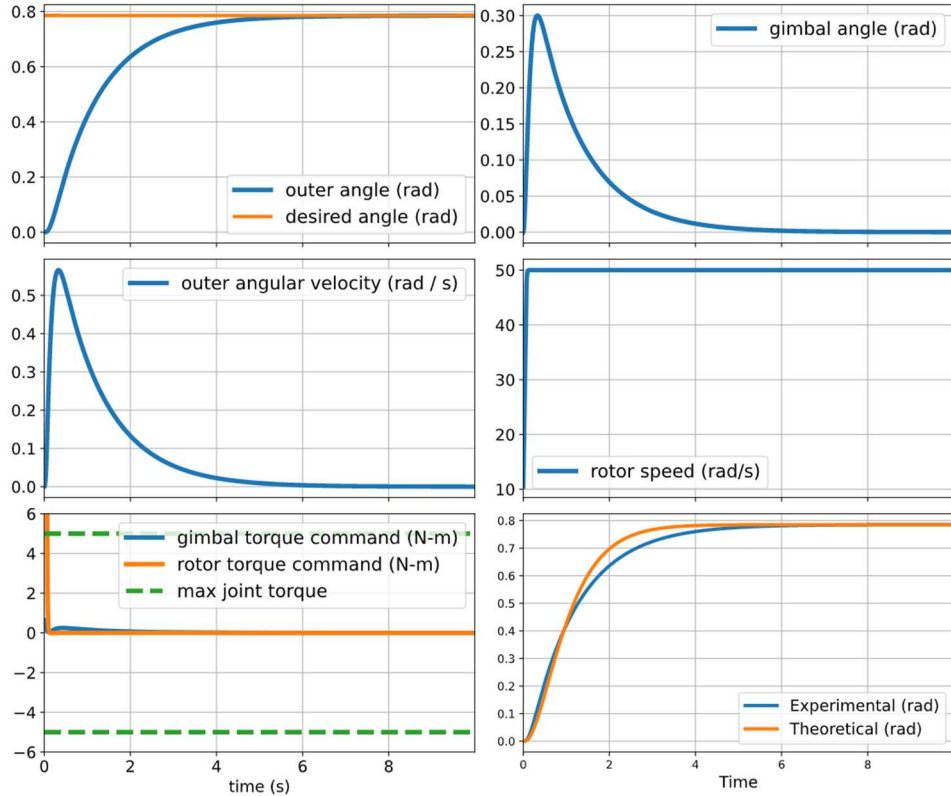 0.8
0.6
0.4
0.2
0.0
outer angle (rad)
desired angle (rad)
0.30
0.25
0.20
0.15
0.10
0.05
0.00
gimbal angle (rad)
0.5
0.4
0.3
0.2
0.1
0.0
outer angular velocity (rad / s)
50
40
30
20
10
rotor speed (rad/s)
6
4
2
0
−2
−4
−6
gimbal torque command (N-m)
rotor torque command (N-m)
max joint torque
0 2 4 6 8
time (s)
0.8
0.7
0.6
0.5
0.4
0.3
0.2
0.1
0.0
Experimental (rad)
Theoretical (rad)
0 2 4 6 8
Time